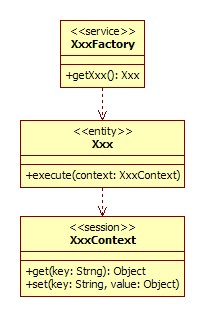 <<service>>
XxxFactory
+getXxx(): Xxx
<<entity>>
Xxx
+execute(context: XxxContext)
<<session>>
XxxContext
+get(key: Strng): Object
+set(key: String, value: Object)